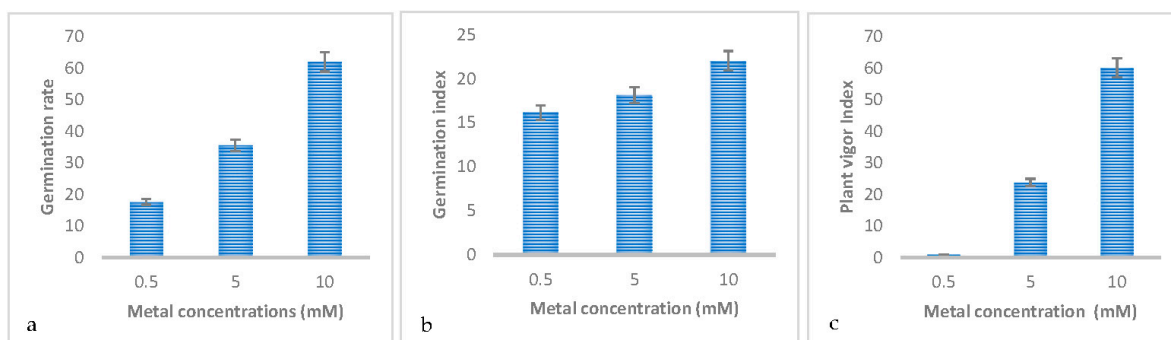 70
60
50
40
30
20
10
0
Germination rate
0.5 5 10
Metal concentrations (mM)
a
25
20
15
10
5
0
Germination index
0.5 5 10
Metal concentration (mM)
b
70
60
50
40
30
20
10
0
Plant vigor Index
0.5 5 10
Metal concentration (mM)
c